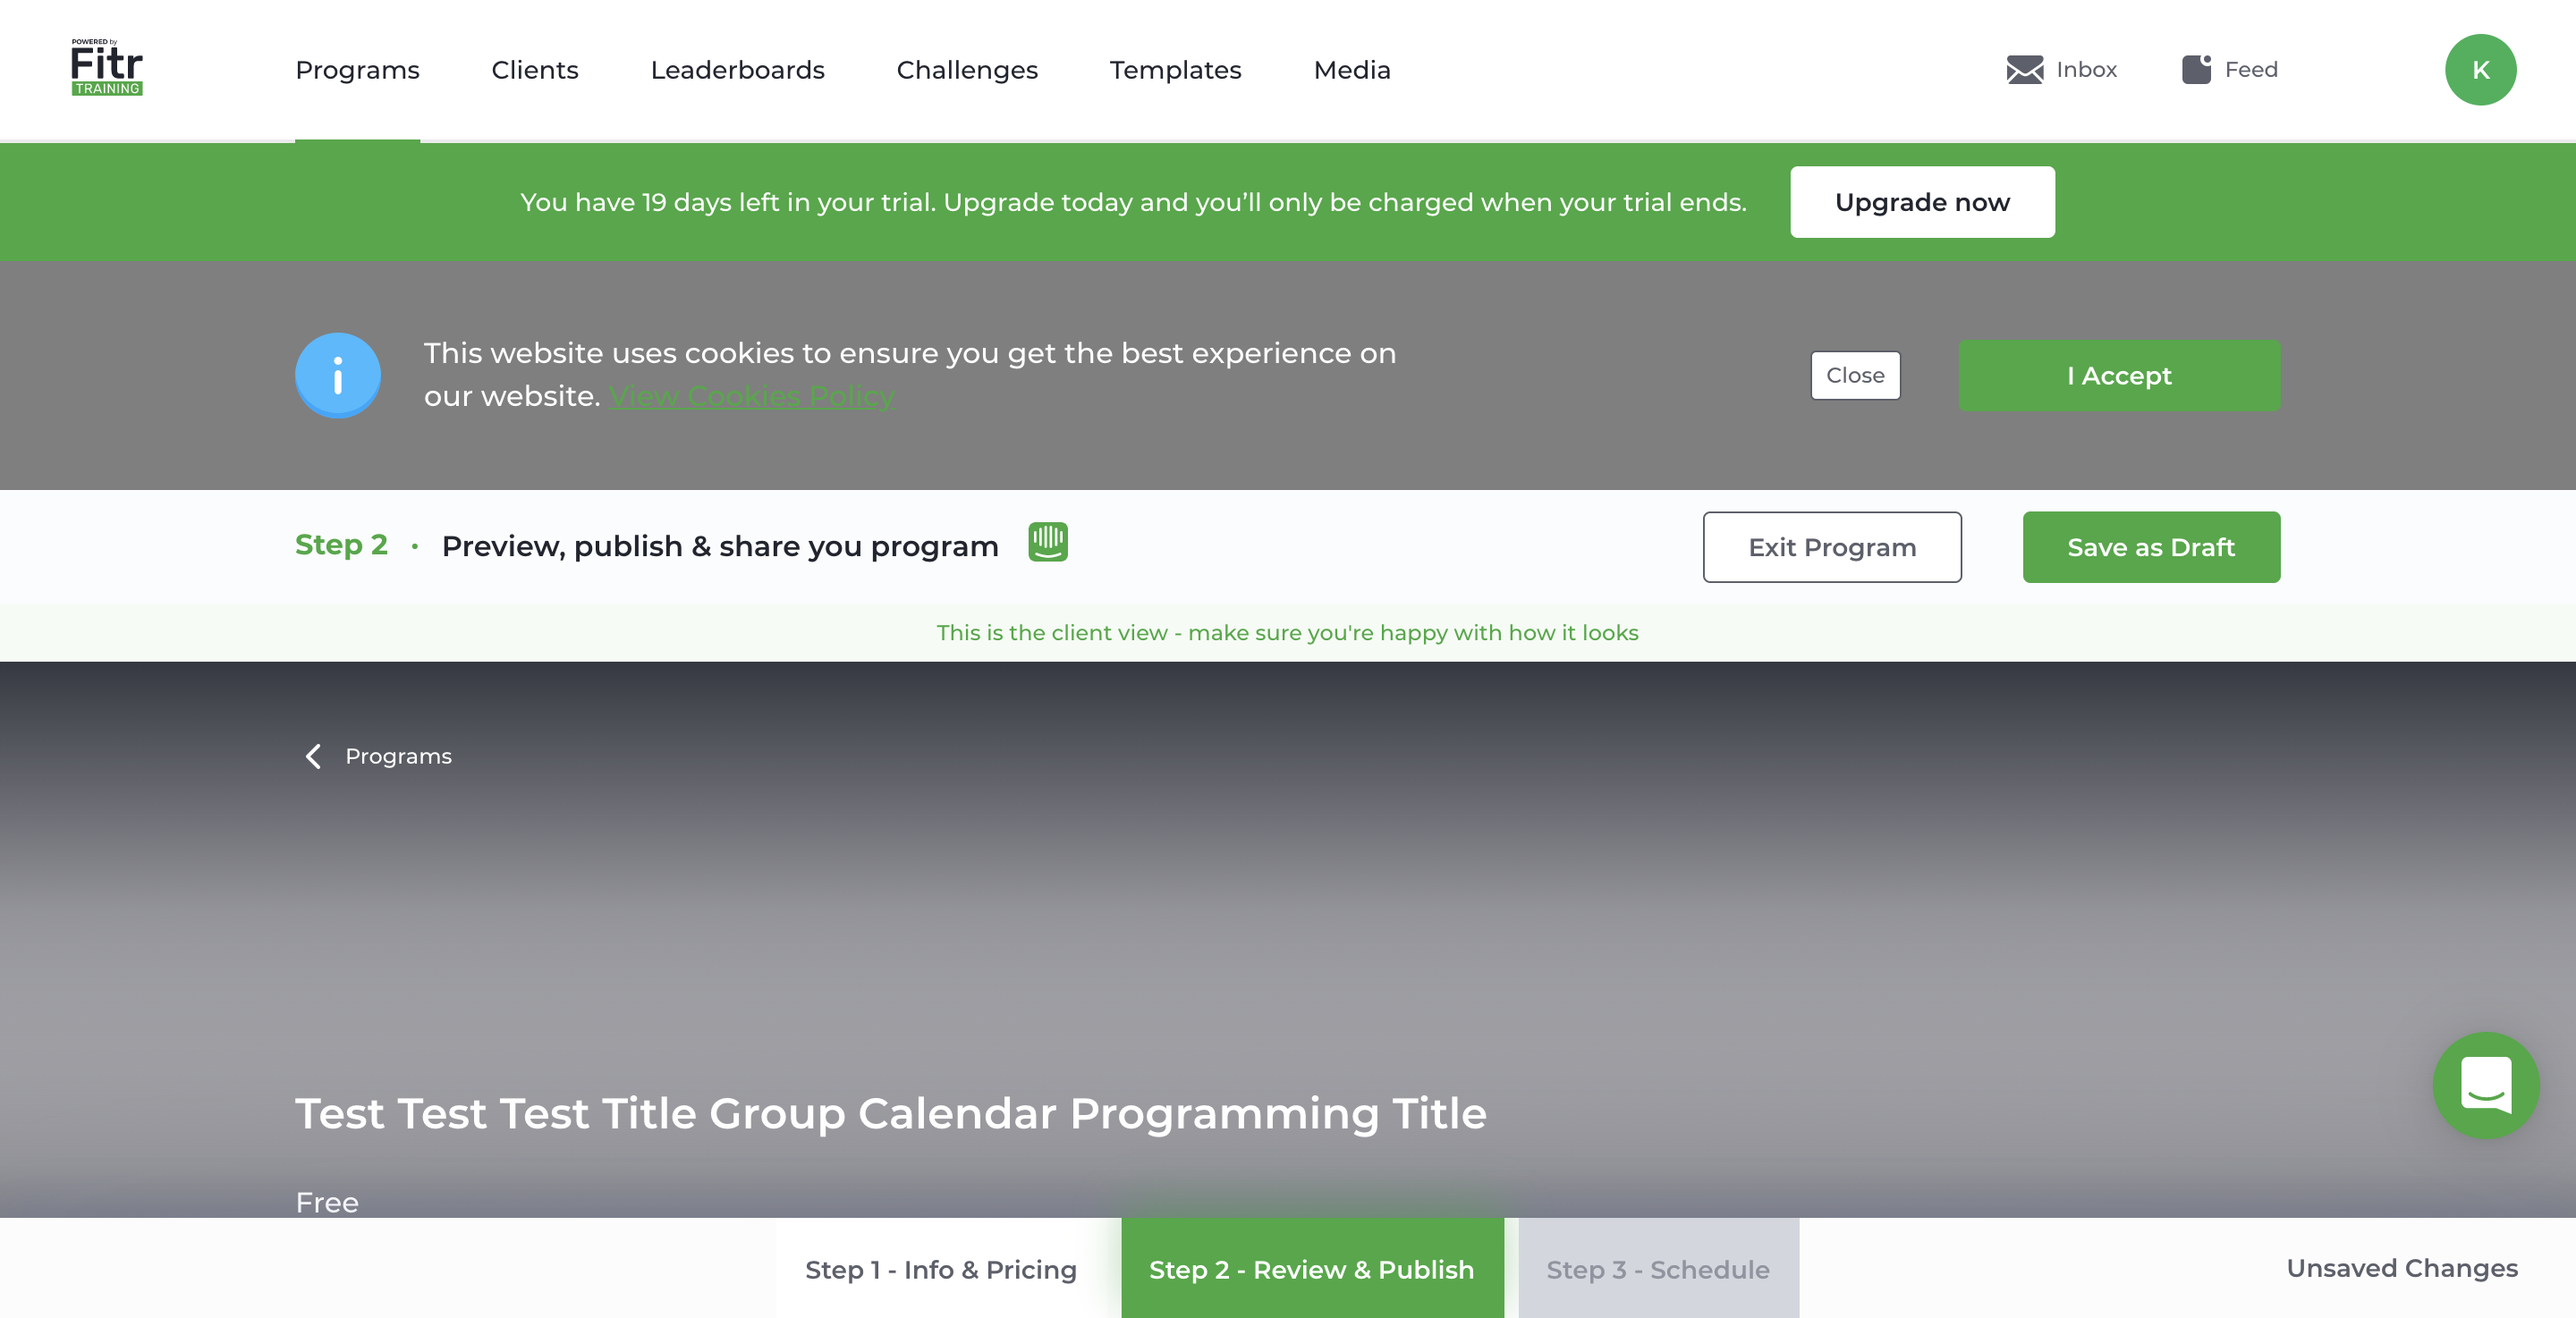 POWERED by
Fitr
TRAINING
Programs
Clients
Leaderboards
Challenges
Templates
Media
Inbox
Feed
K
You have 19 days left in your trial. Upgrade today and you’ll only be charged when your trial ends.
Upgrade now
This website uses cookies to ensure you get the best experience on
our website. View Cookies Policy
Close
I Accept
Step 2 · Preview, publish & share you program
Exit Program
Save as Draft
This is the client view - make sure you're happy with how it looks
Programs
Test Test Test Title Group Calendar Programming Title
Free
Step 1 - Info & Pricing
Step 2 - Review & Publish
Step 3 - Schedule
Unsaved Changes